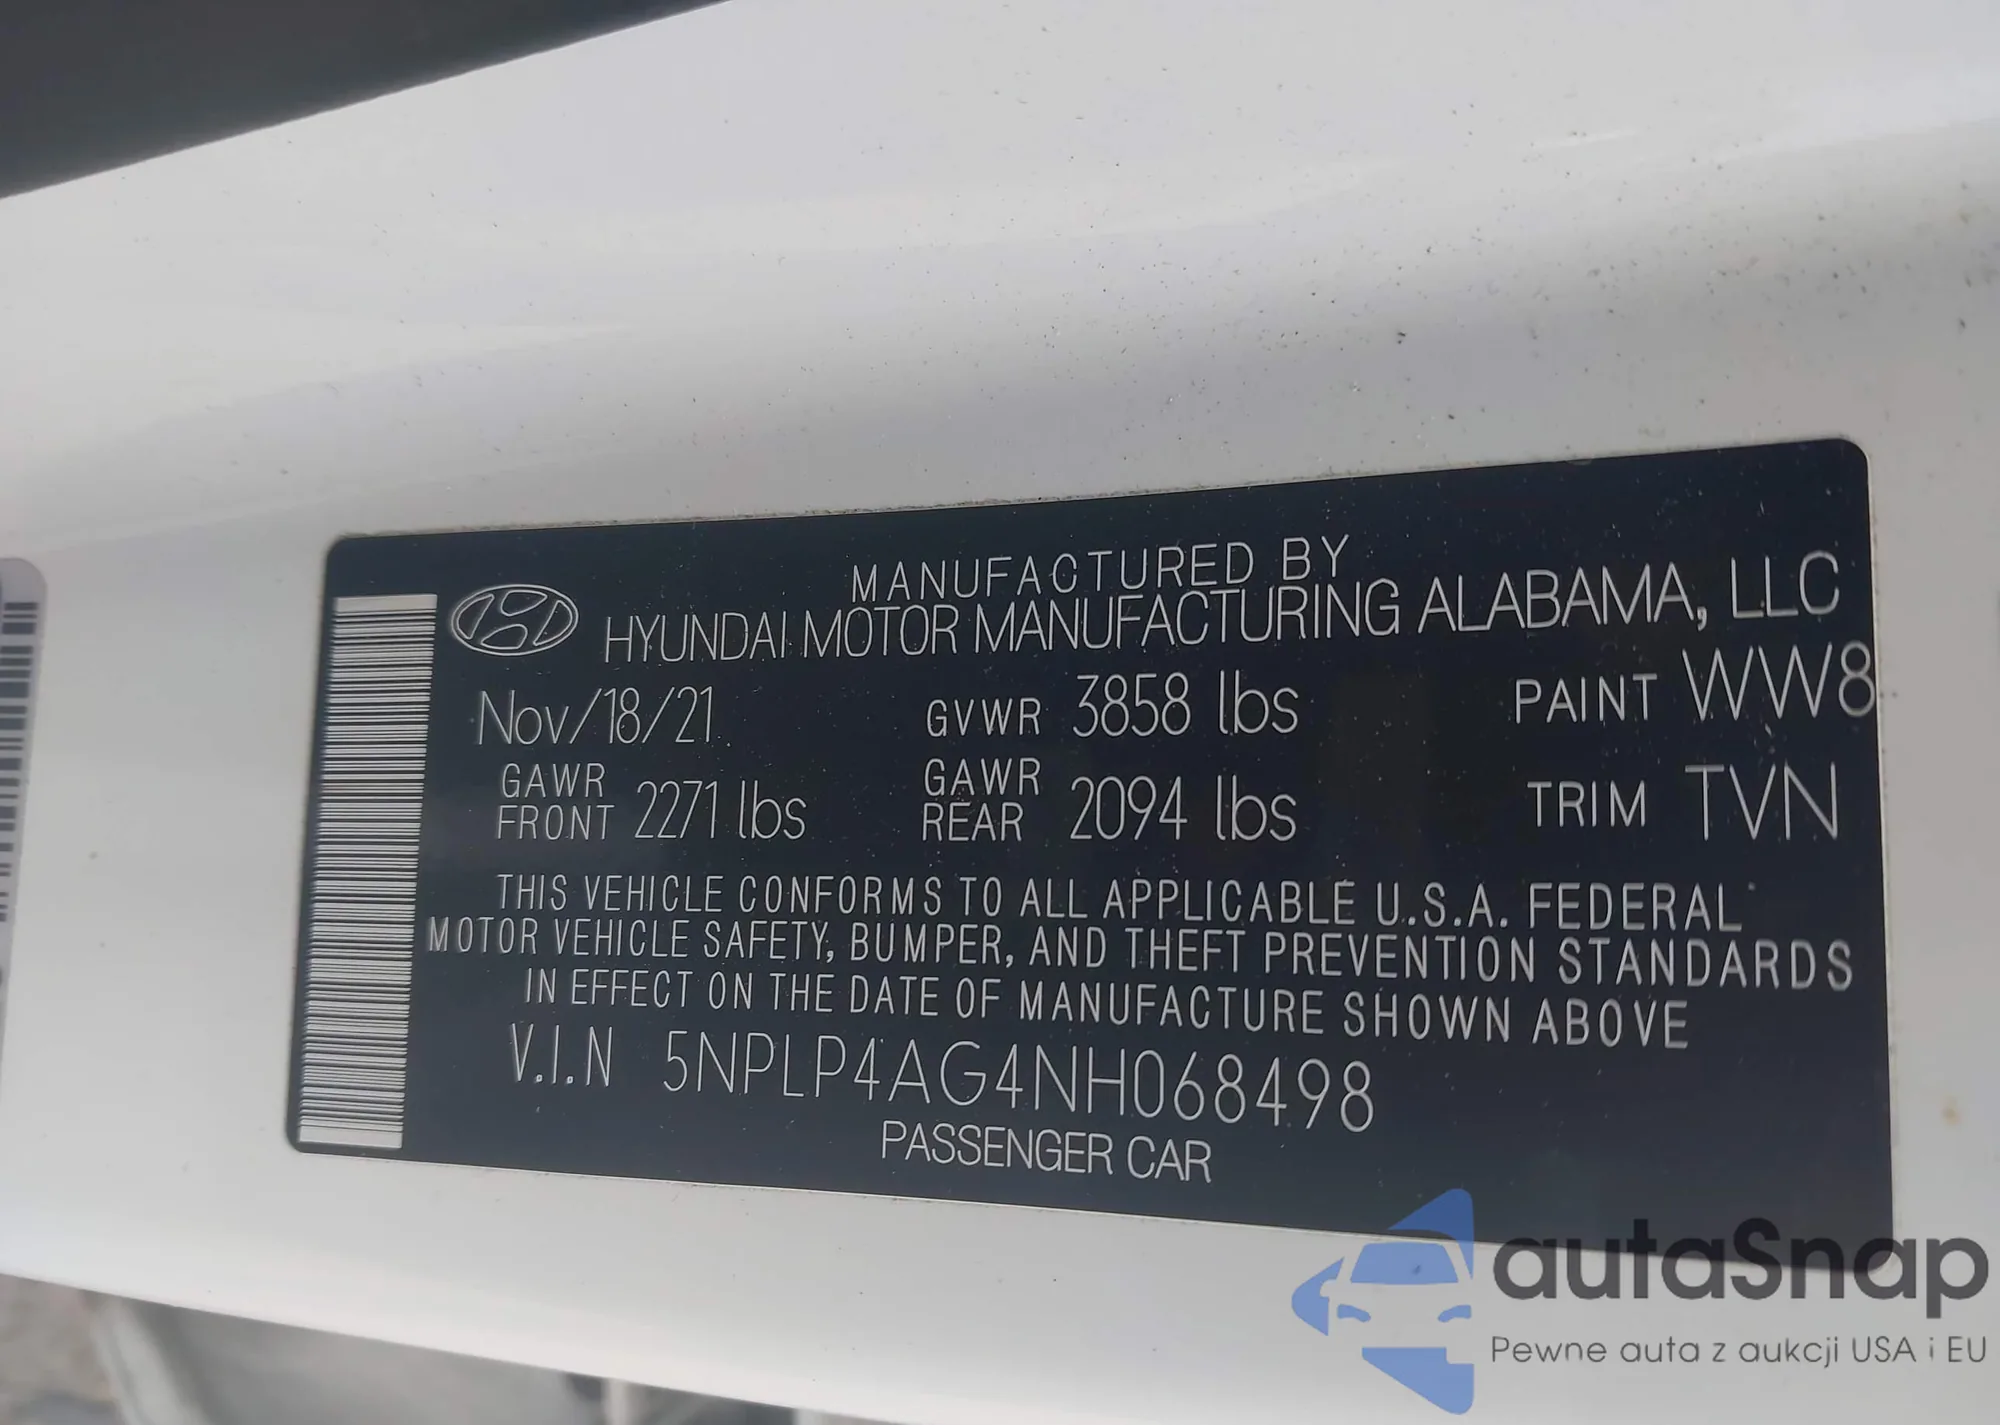 MANUFACTURED BY
HYUNDAI MOTOR MANUFACTURING ALABAMA, LLC
Nov/18/21 GVWR 3858 lbs PAINT WW8
GAWR FRONT 2271 lbs GAWR REAR 2094 lbs TRIM TVN
THIS VEHICLE CONFORMS TO ALL APPLICABLE U.S.A. FEDERAL
MOTOR VEHICLE SAFETY, BUMPER, AND THEFT PREVENTION STANDARDS
IN EFFECT ON THE DATE OF MANUFACTURE SHOWN ABOVE
V.I.N 5NPLP4AG4NH068498
PASSENGER CAR
autaSnap
Pewne auta z aukcji USA i EU